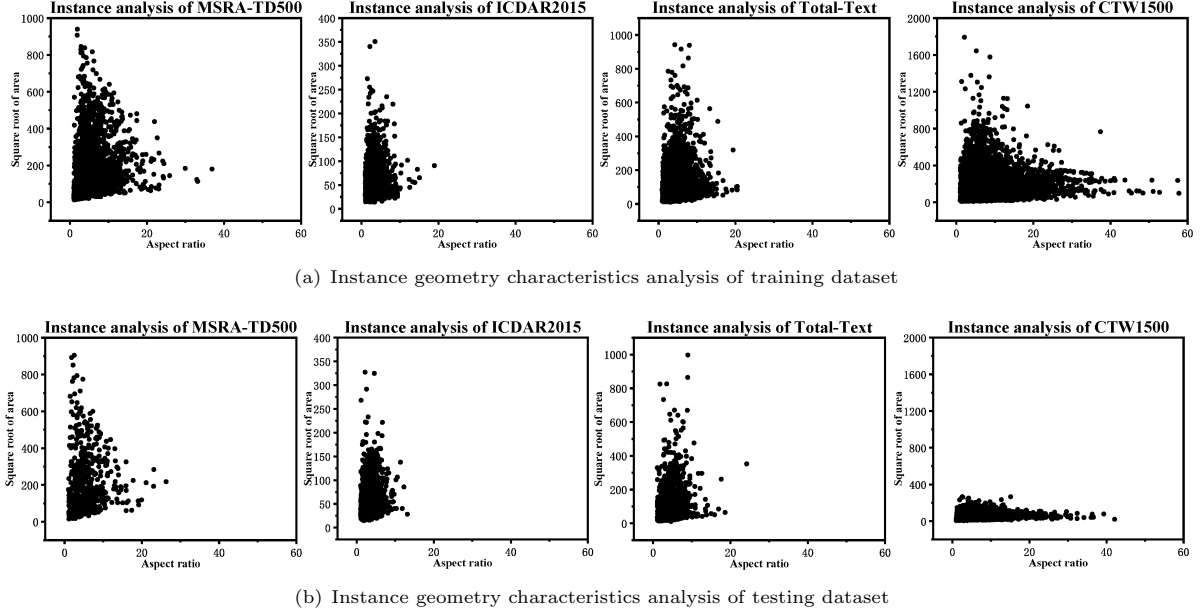 Instance analysis of MSRA-TD500
Instance analysis of ICDAR2015
Instance analysis of Total-Text
Instance analysis of CTW1500
Square root of area
1000
800
600
400
200
0
0 20 40 60
Aspect ratio
Square root of area
400
350
300
250
200
150
100
50
0
0 20 40 60
Aspect ratio
Square root of area
1000
800
600
400
200
0
0 20 40 60
Aspect ratio
Square root of area
2000
1600
1200
800
400
0
0 20 40 60
Aspect ratio
(a) Instance geometry characteristics analysis of training dataset
Instance analysis of MSRA-TD500
Instance analysis of ICDAR2015
Instance analysis of Total-Text
Instance analysis of CTW1500
Square root of area
1000
800
600
400
200
0
0 20 40 60
Aspect ratio
Square root of area
400
350
300
250
200
150
100
50
0
0 20 40 60
Aspect ratio
Square root of area
1000
800
600
400
200
0
0 20 40 60
Aspect ratio
Square root of area
2000
1600
1200
800
400
0
0 20 40 60
Aspect ratio
(b) Instance geometry characteristics analysis of testing dataset